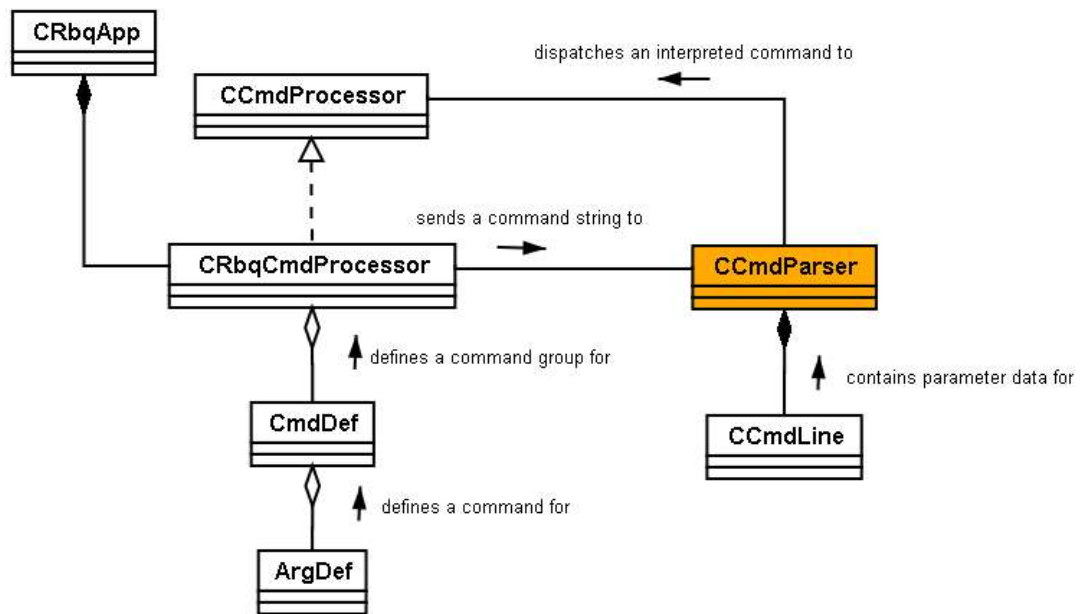 CRbqApp
dispatches an interpreted command to
CCmdProcessor
sends a command string to
CRbqCmdProcessor
CCmdParser
defines a command group for
contains parameter data for
CmdDef
CCmdLine
defines a command for
ArgDef